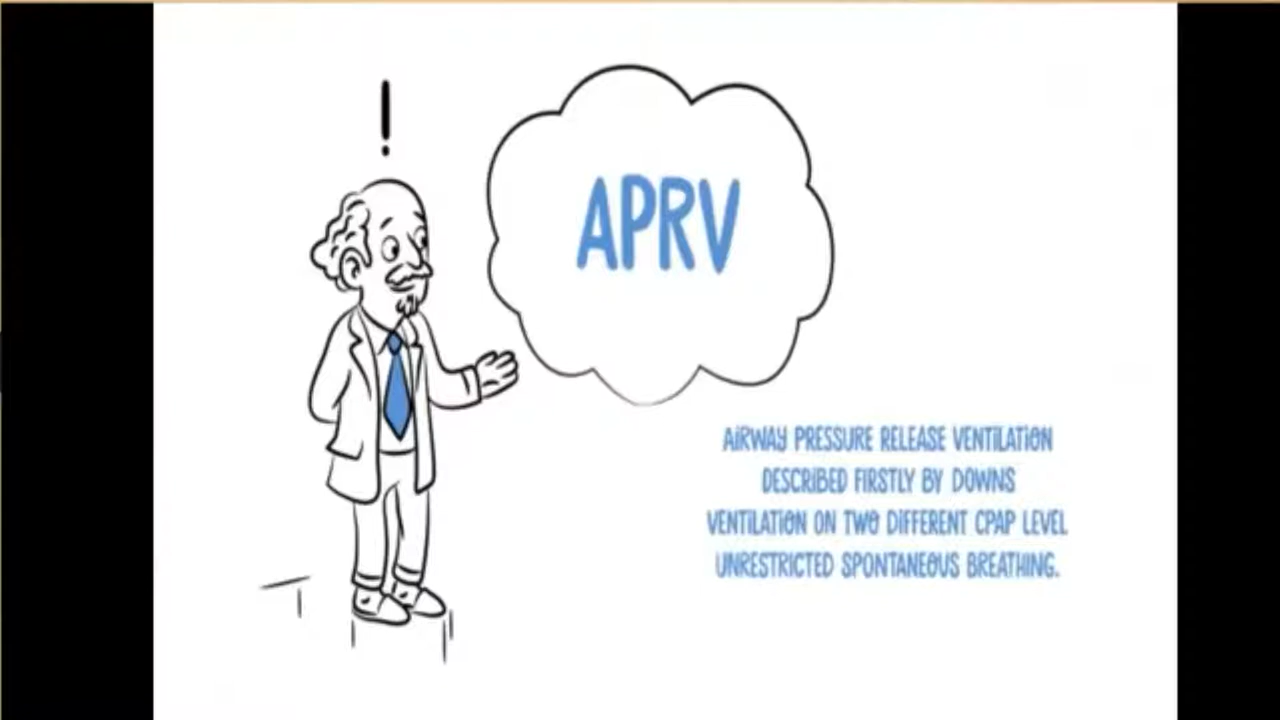 !
APRV
AIRWAY PRESSURE RELEASE VENTILATION
DESCRIBED FIRSTLY BY DOWNS
VENTILATION ON TWO DIFFERENT CPAP LEVEL
UNRESTRICTED SPONTANEOUS BREATHING.